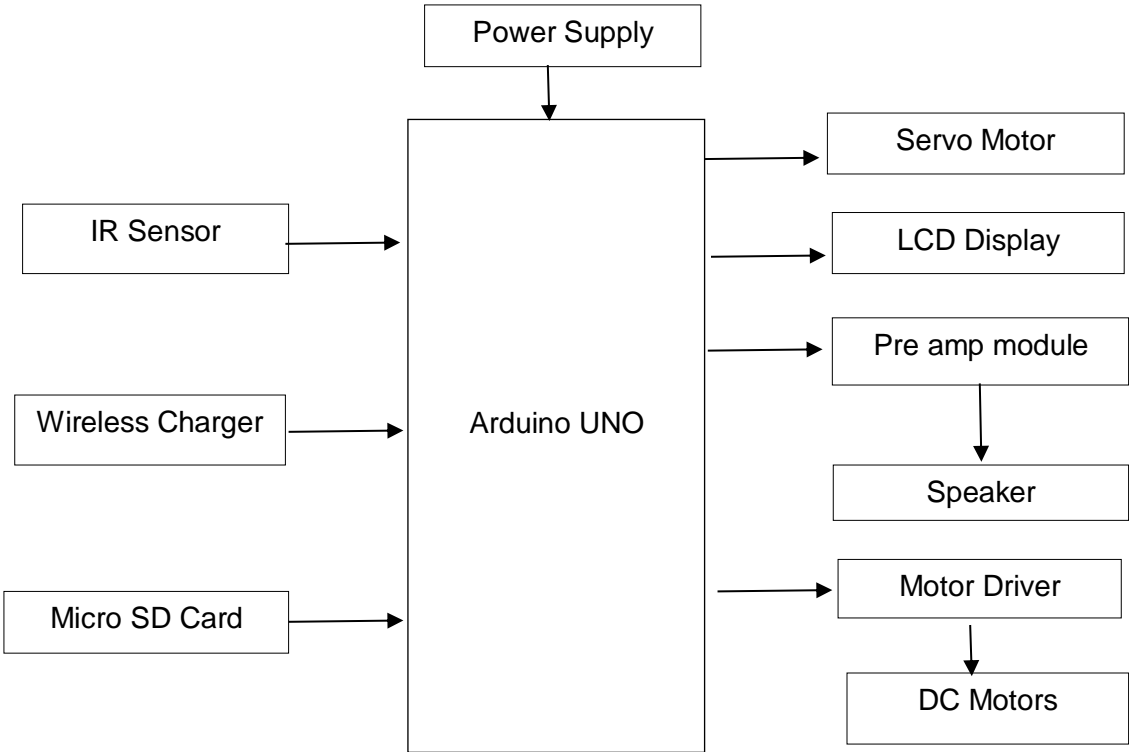 Power Supply
Servo Motor
IR Sensor
LCD Display
Pre amp module
Wireless Charger
Arduino UNO
Speaker
Micro SD Card
Motor Driver
DC Motors